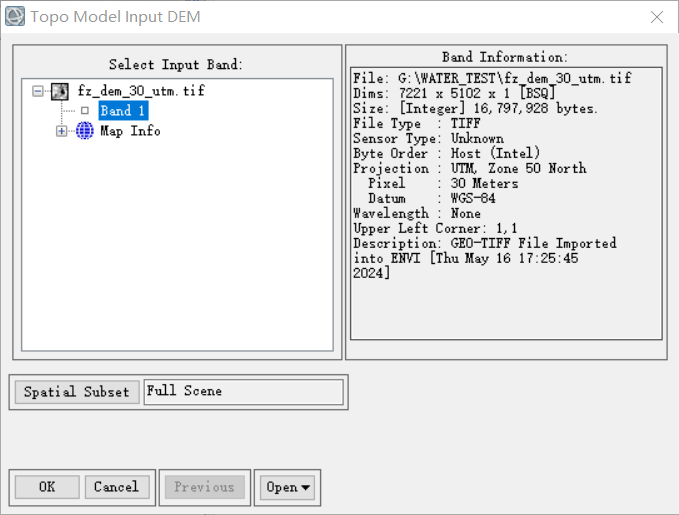 Topo Model Input DEM
Select Input Band:
fz_dem_30_utm.tif
Band 1
Map Info
Band Information:
File: G:\WATER_TEST\fz_dem_30_utm.tif
Dims: 7221 x 5102 x 1 [BSQ]
Size: [Integer] 16,797,928 bytes.
File Type  : TIFF
Sensor Type: Unknown
Byte Order : Host (Intel)
Projection : UTM, Zone 50 North
  Pixel    : 30 Meters
  Datum    : WGS-84
Wavelength : None
Upper Left Corner: 1,1
Description: GEO-TIFF File Imported
into ENVI [Thu May 16 17:25:45
2024]
Spatial Subset
Full Scene
OK
Cancel
Previous
Open